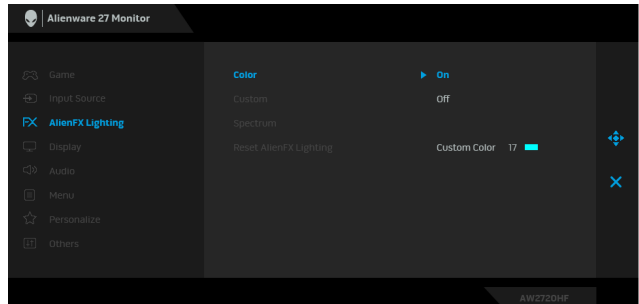 Alienware 27 Monitor
Game
Color
On
Input Source
Custom
Off
FX AlienFX Lighting
Spectrum
Display
Reset AlienFX Lighting
Custom Color 17
Audio
Menu
Personalize
Others
AW2720HF